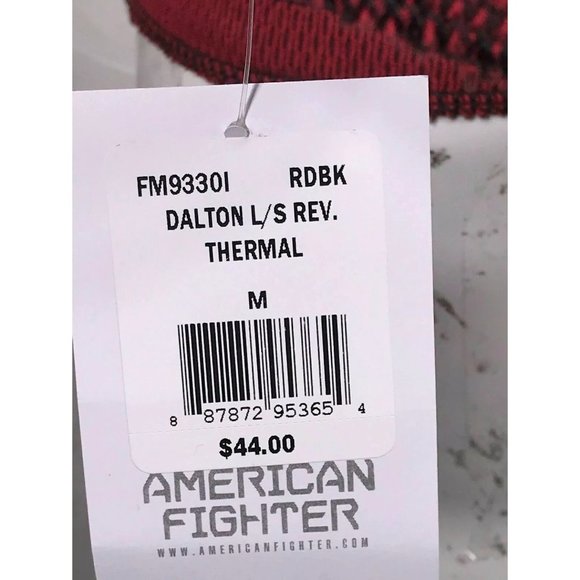 FM9330I RDBK
DALTON L/S REV.
THERMAL
M
8 87872 95365 4
$44.00
AMERICAN
FIGHTER
WWW.AMERICANFIGHTER.COM